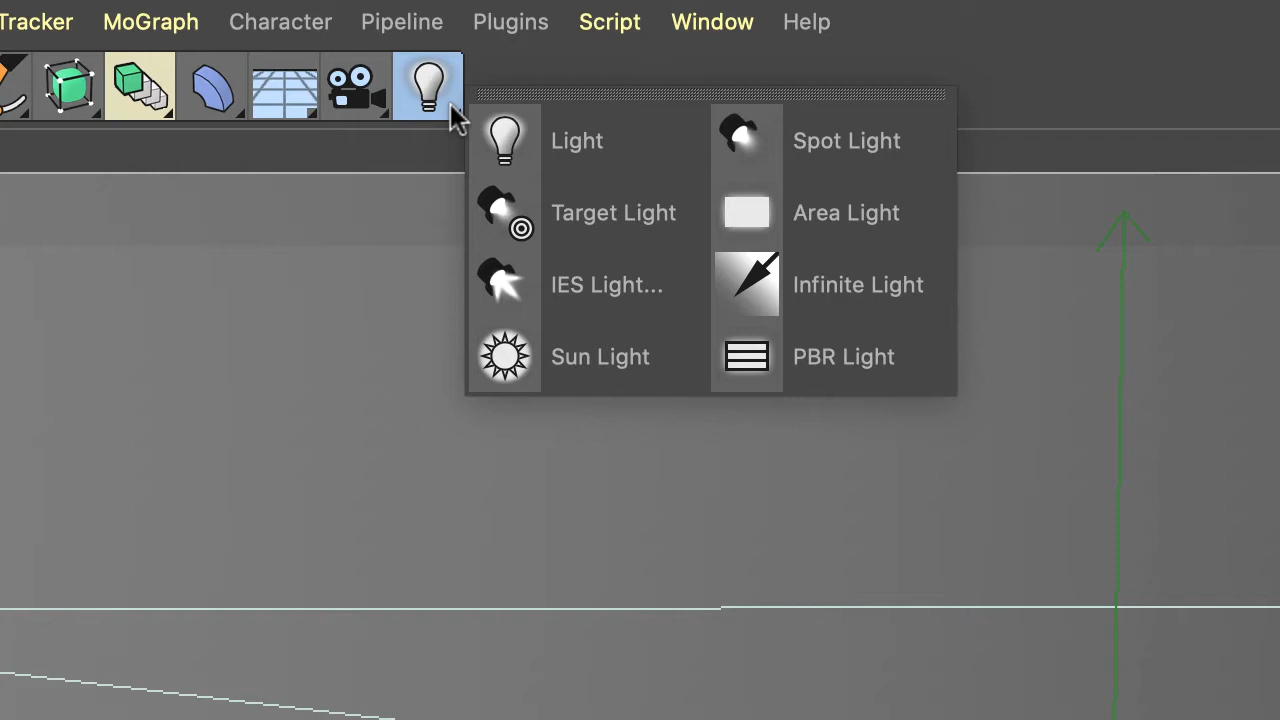 Tracker MoGraph Character Pipeline Plugins Script Window Help
Light Spot Light
Target Light Area Light
IES Light... Infinite Light
Sun Light PBR Light